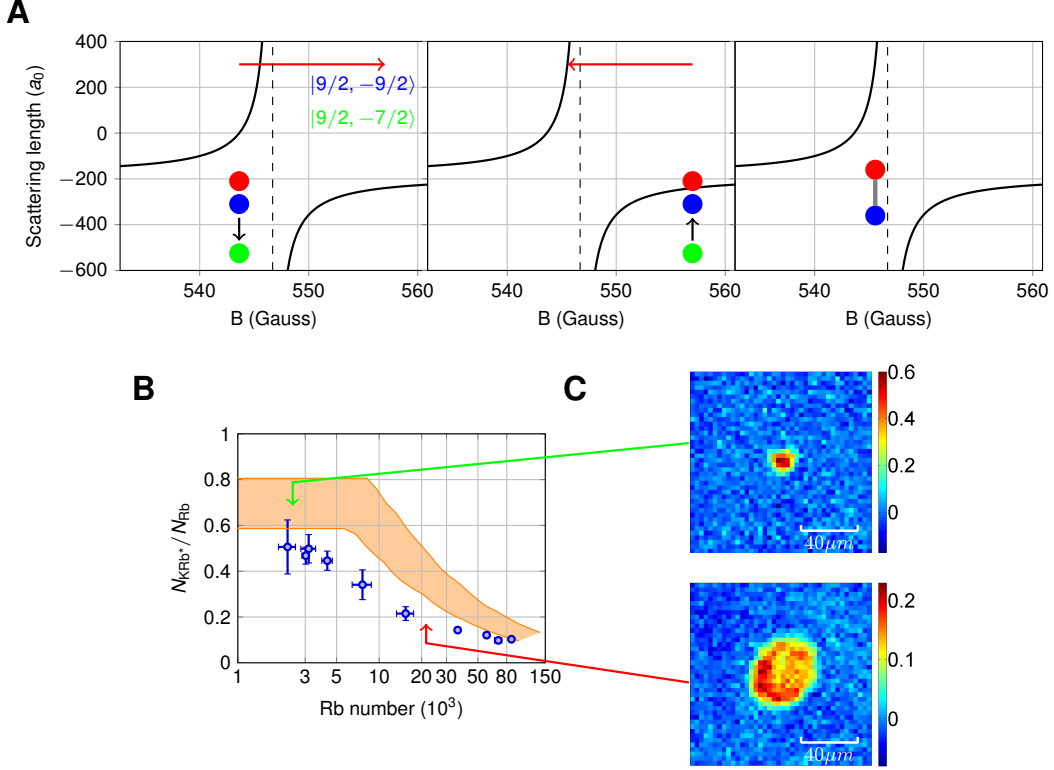 A
Scattering length (a₀)
400
200
0
−200
−400
−600
|9/2, −9/2⟩
|9/2, −7/2⟩
540 550 560
540 550 560
540 550 560
B (Gauss) B (Gauss) B (Gauss)
B
N_KRb* / N_Rb
1
0.8
0.6
0.4
0.2
0
1 3 5 10 20 30 50 80 150
Rb number (10³)
C
0.6
0.4
0.2
0
40μm
0.2
0.1
0
40μm